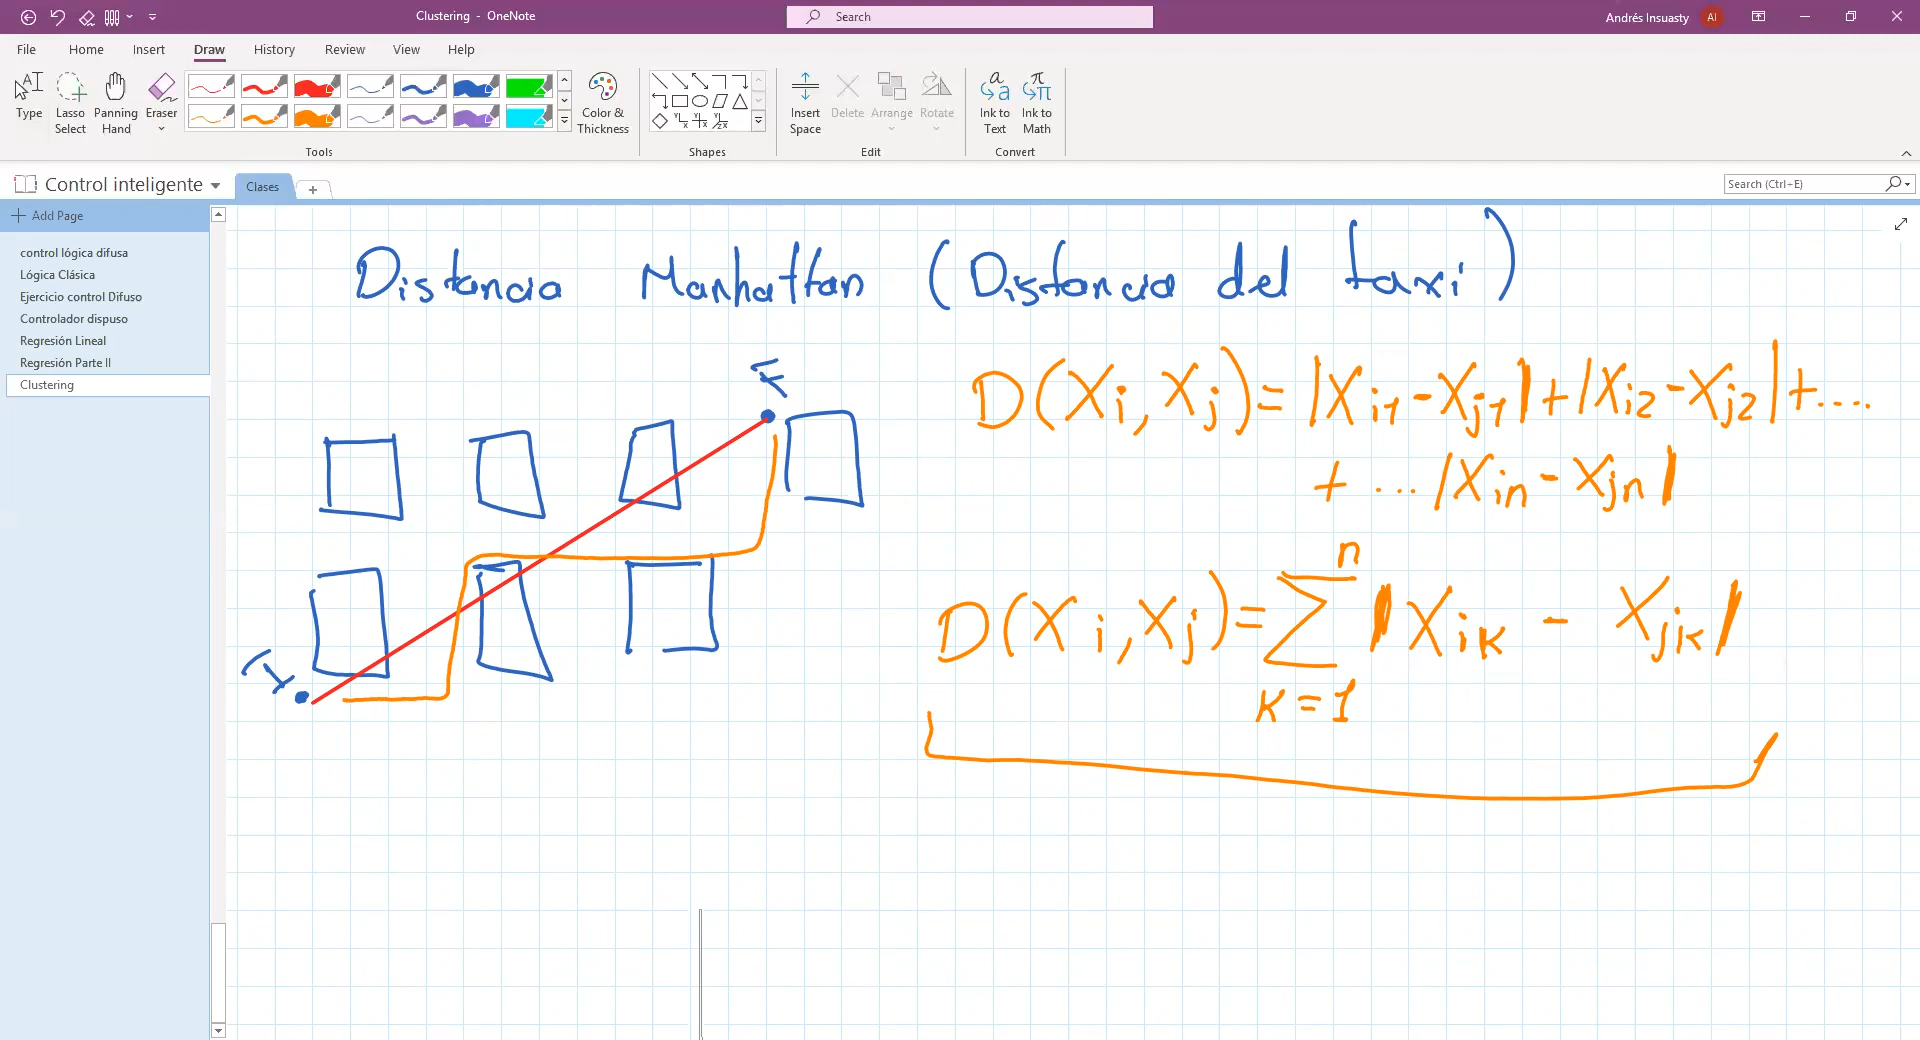 Clustering - OneNote
Search
Andrés Insuasty
AI
File Home Insert Draw History Review View Help
Type
Lasso Select
Panning Hand
Eraser
Color & Thickness
Insert Space
Delete
Arrange
Rotate
Ink to Text
Ink to Math
Tools
Shapes
Edit
Convert
Control inteligente
Clases
Search (Ctrl+E)
Add Page
control lógica difusa
Lógica Clásica
Ejercicio control Difuso
Controlador dispuso
Regresión Lineal
Regresión Parte II
Clustering
Distancia Manhattan (Distancia del taxi)
D(Xi, Xj) = |Xi1 - Xj1| + |Xi2 - Xj2| + ....
+ ... |Xin - Xjn|
n
D(Xi, Xj) = ∑ |Xik - Xjk|
K = 1